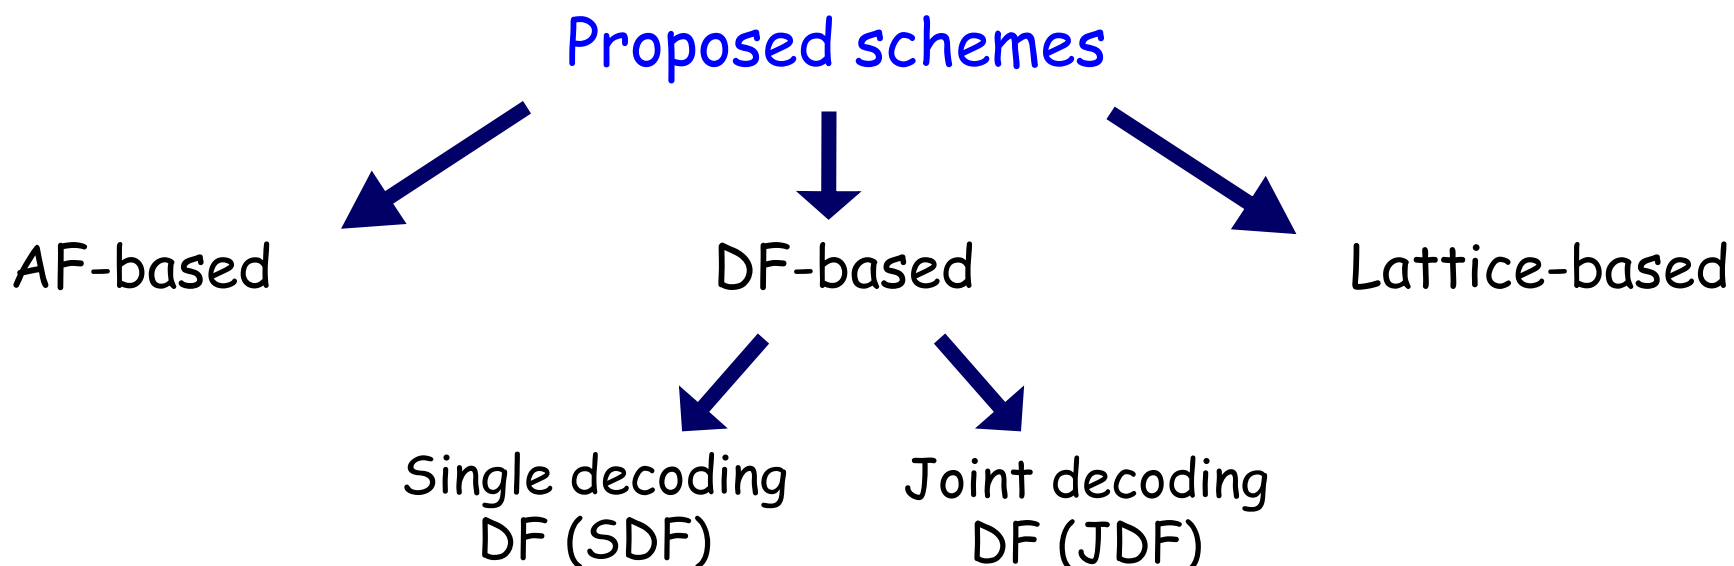 Proposed schemes
AF-based
DF-based
Lattice-based
Single decoding
DF (SDF)
Joint decoding
DF (JDF)